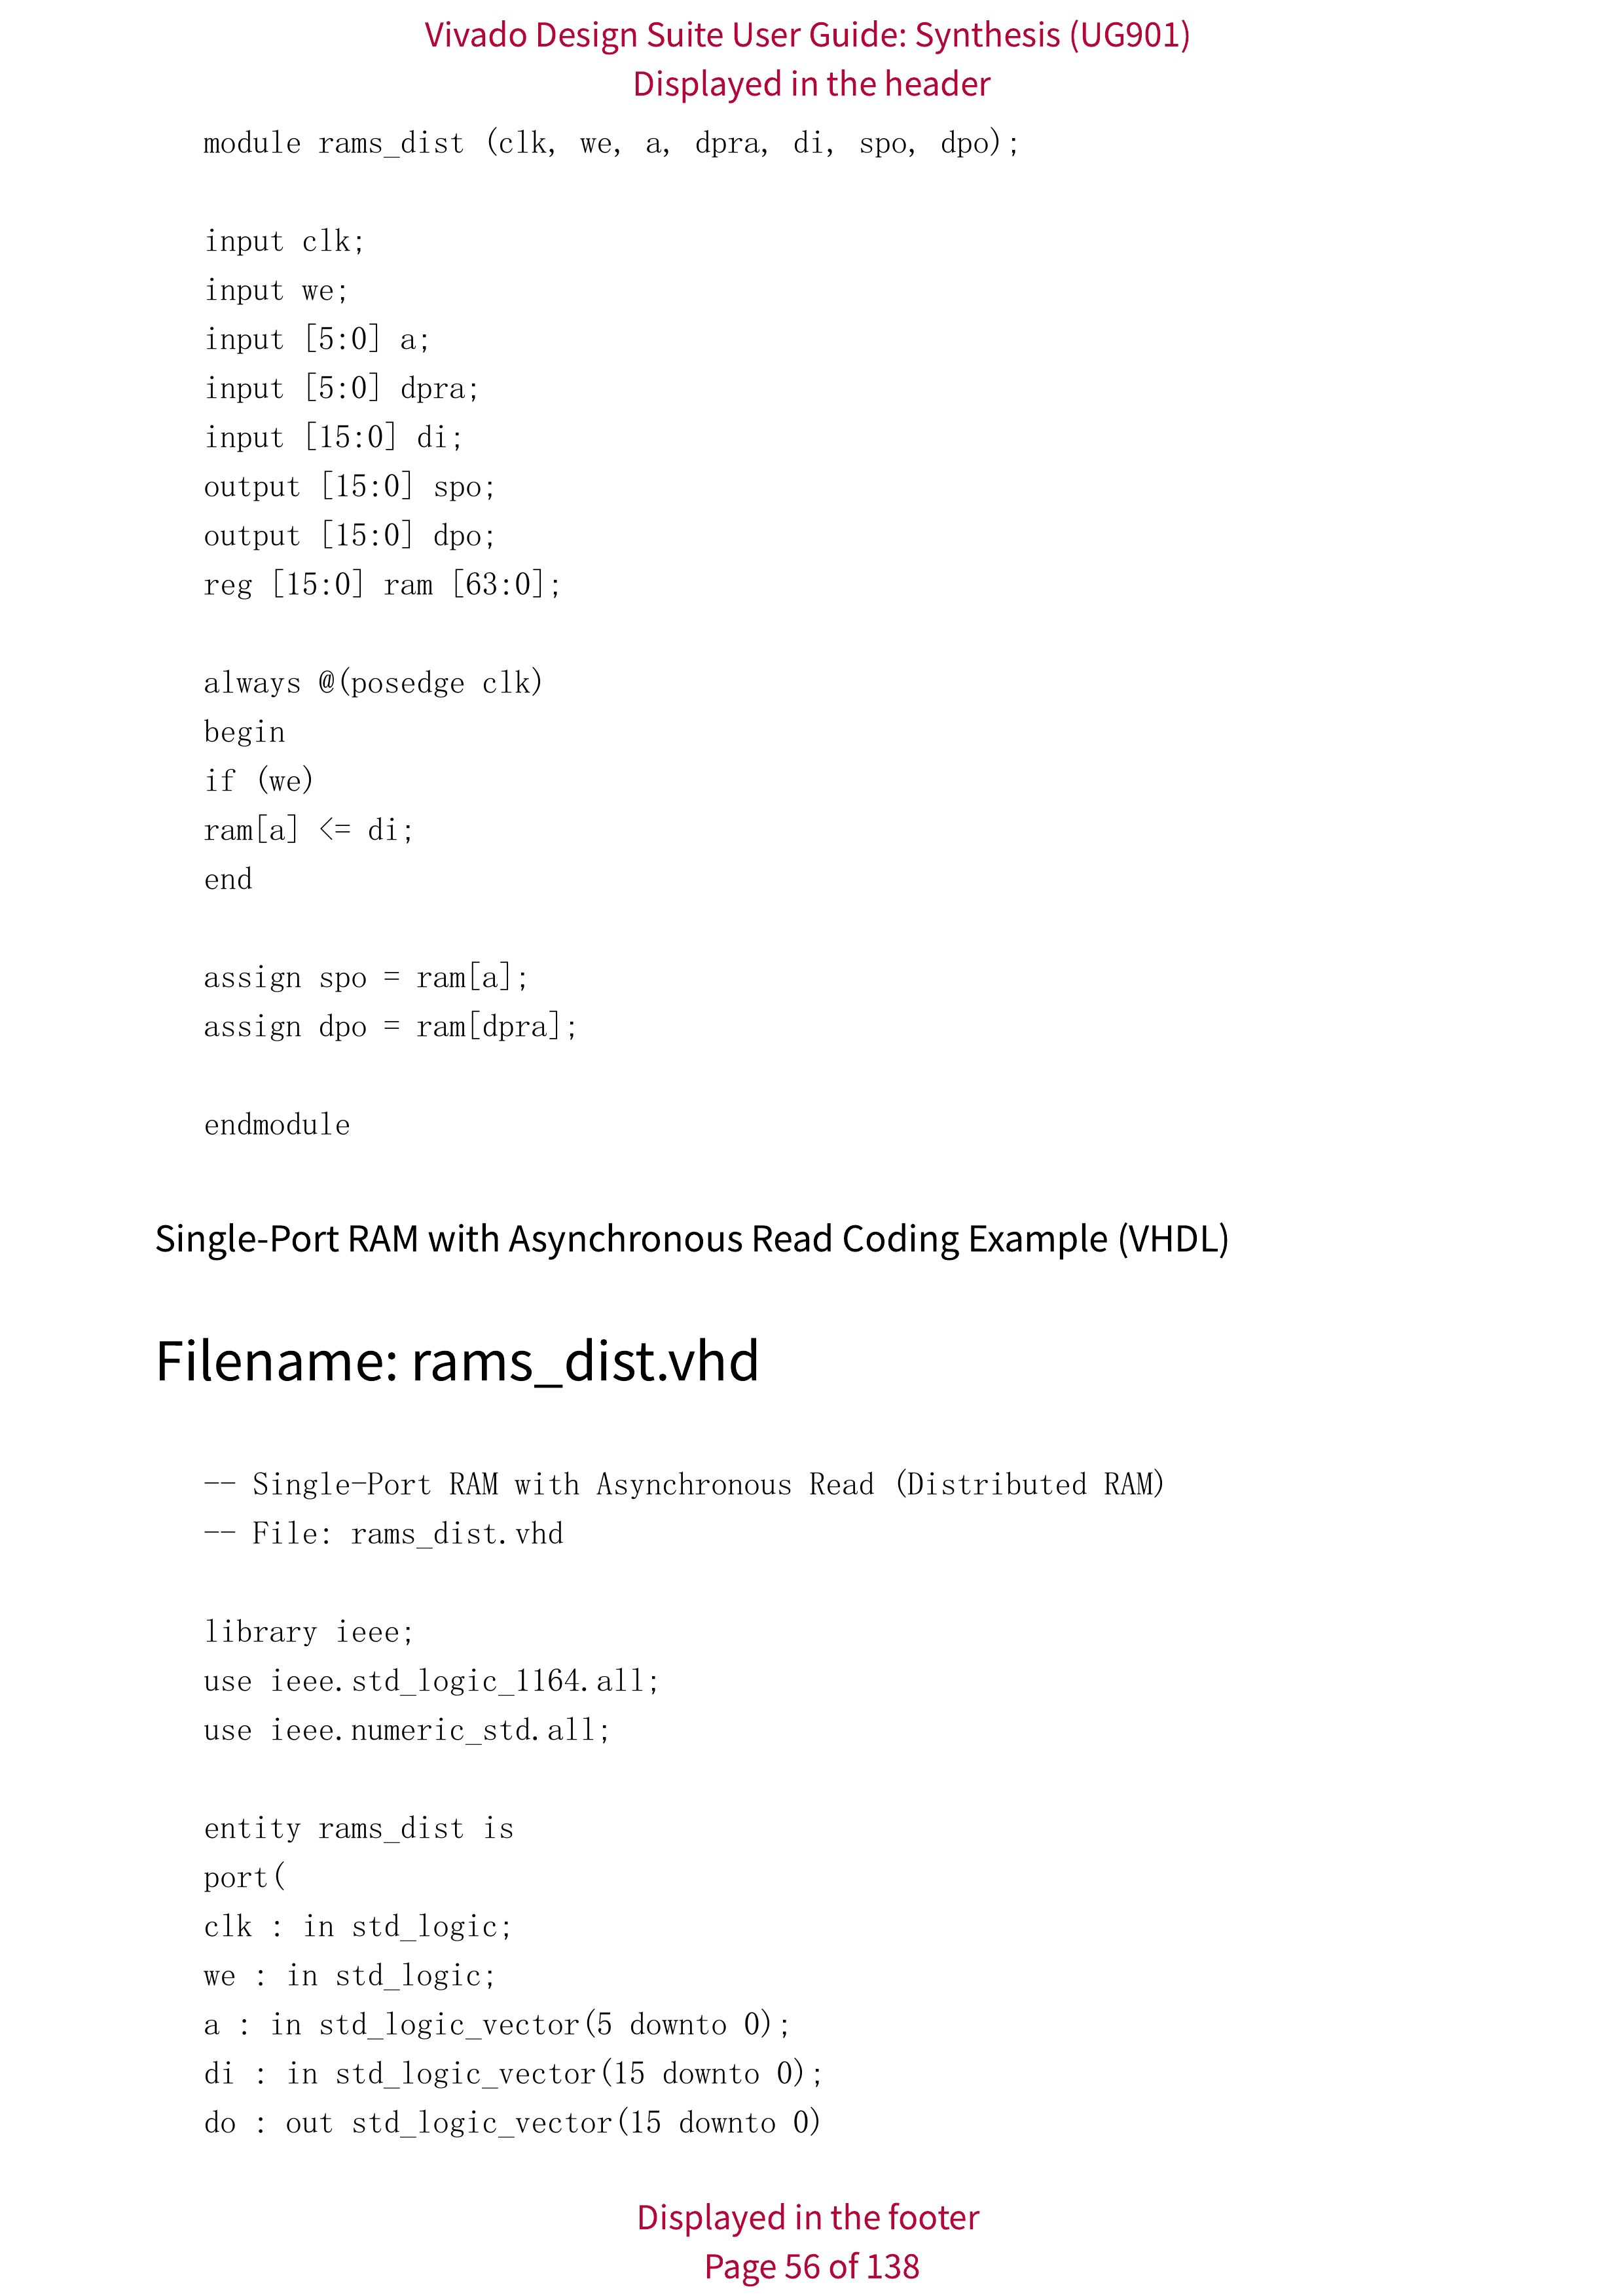 Vivado Design Suite User Guide: Synthesis (UG901)
Displayed in the header
module rams_dist (clk, we, a, dpra, di, spo, dpo);
input clk;
input we;
input [5:0] a;
input [5:0] dpra;
input [15:0] di;
output [15:0] spo;
output [15:0] dpo;
reg [15:0] ram [63:0];
always @(posedge clk)
begin
if (we)
ram[a] <= di;
end
assign spo = ram[a];
assign dpo = ram[dpra];
endmodule
Single-Port RAM with Asynchronous Read Coding Example (VHDL)
Filename: rams_dist.vhd
-- Single-Port RAM with Asynchronous Read (Distributed RAM)
-- File: rams_dist.vhd
library ieee;
use ieee.std_logic_1164.all;
use ieee.numeric_std.all;
entity rams_dist is
port(
clk : in std_logic;
we : in std_logic;
a : in std_logic_vector(5 downto 0);
di : in std_logic_vector(15 downto 0);
do : out std_logic_vector(15 downto 0)
Displayed in the footer
Page 56 of 138